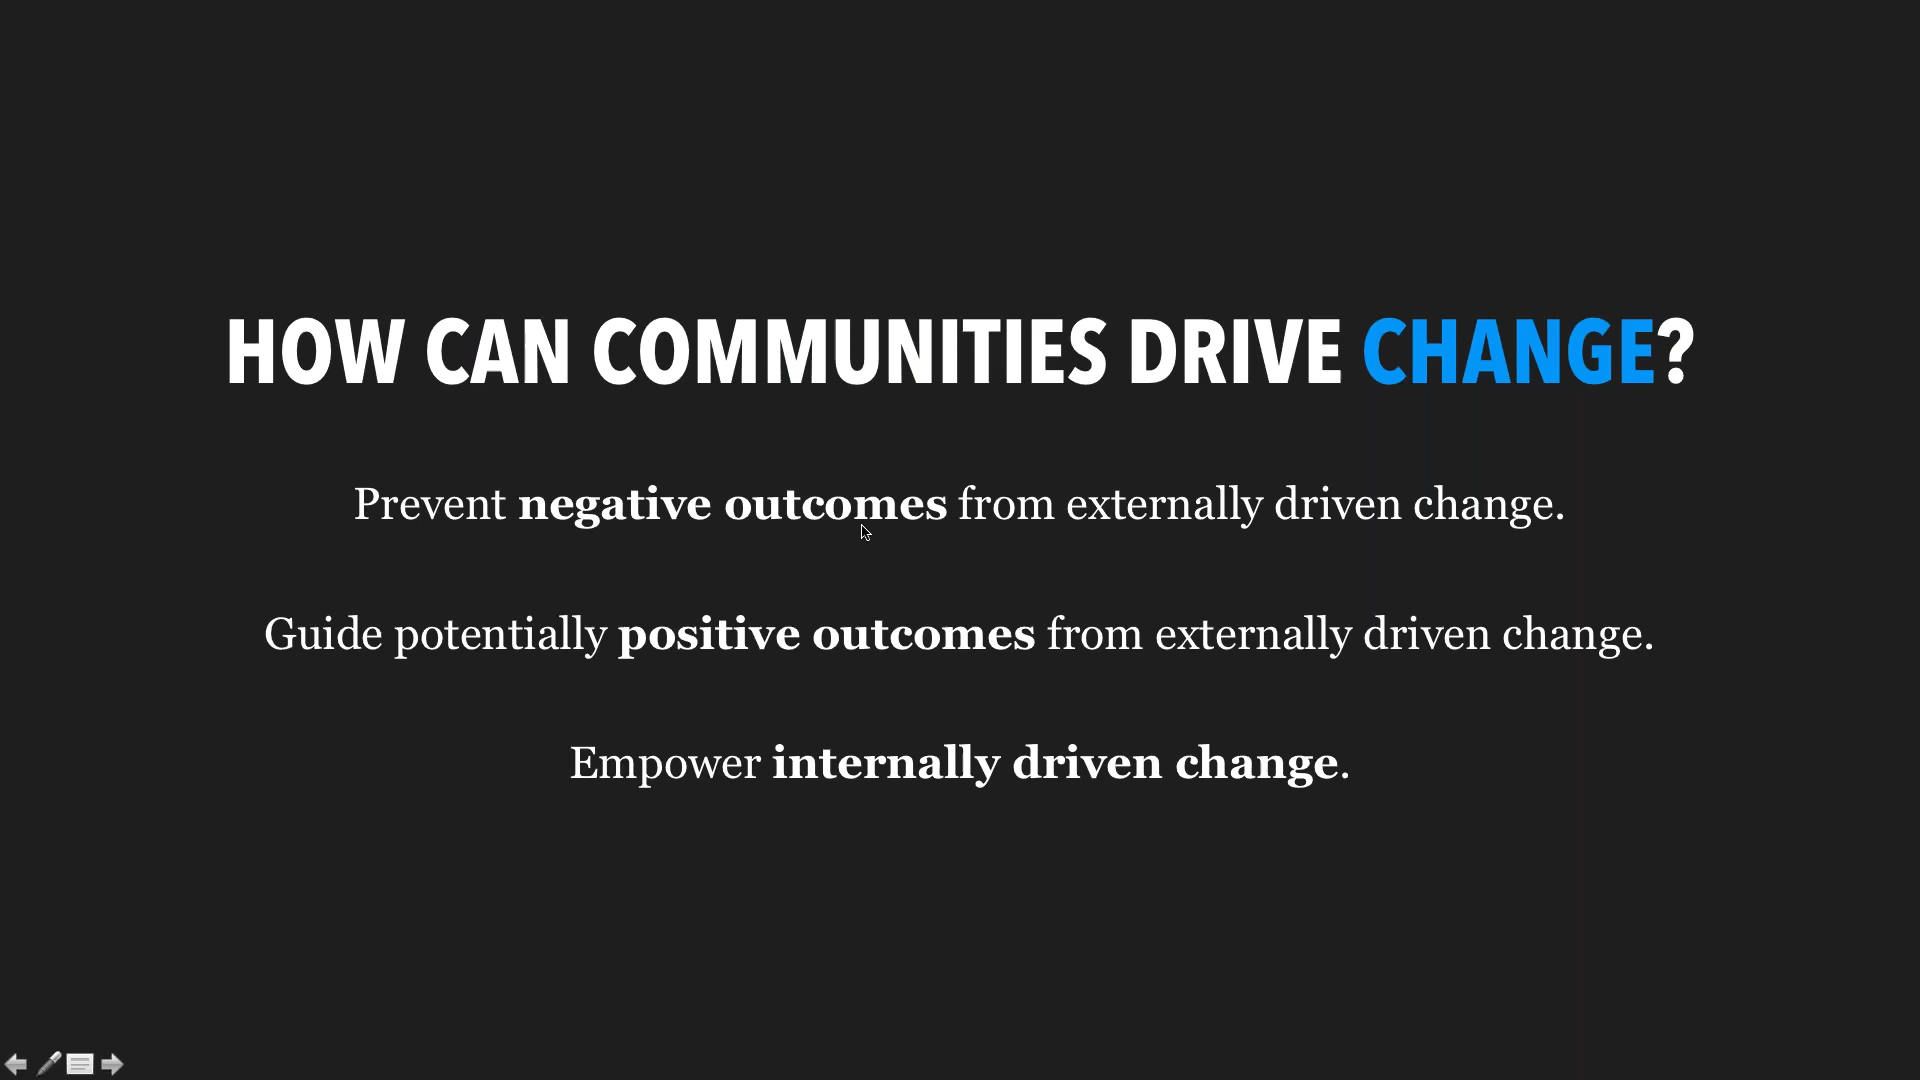 HOW CAN COMMUNITIES DRIVE CHANGE?
Prevent negative outcomes from externally driven change.
Guide potentially positive outcomes from externally driven change.
Empower internally driven change.